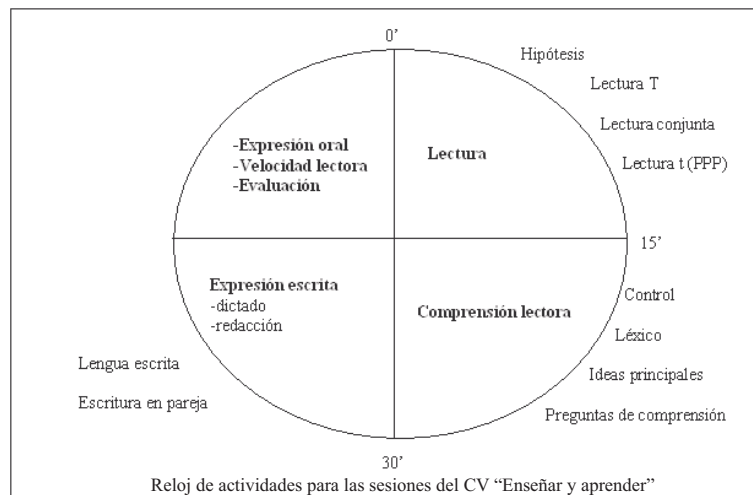 0’
Hipótesis
Lectura T
Lectura conjunta
Lectura t (PPP)
-Expresión oral
-Velocidad lectora
-Evaluación
Lectura
15’
Expresión escrita
-dictado
-redacción
Comprensión lectora
Control
Léxico
Ideas principales
Preguntas de comprensión
Lengua escrita
Escritura en pareja
30’
Reloj de actividades para las sesiones del CV “Enseñar y aprender”